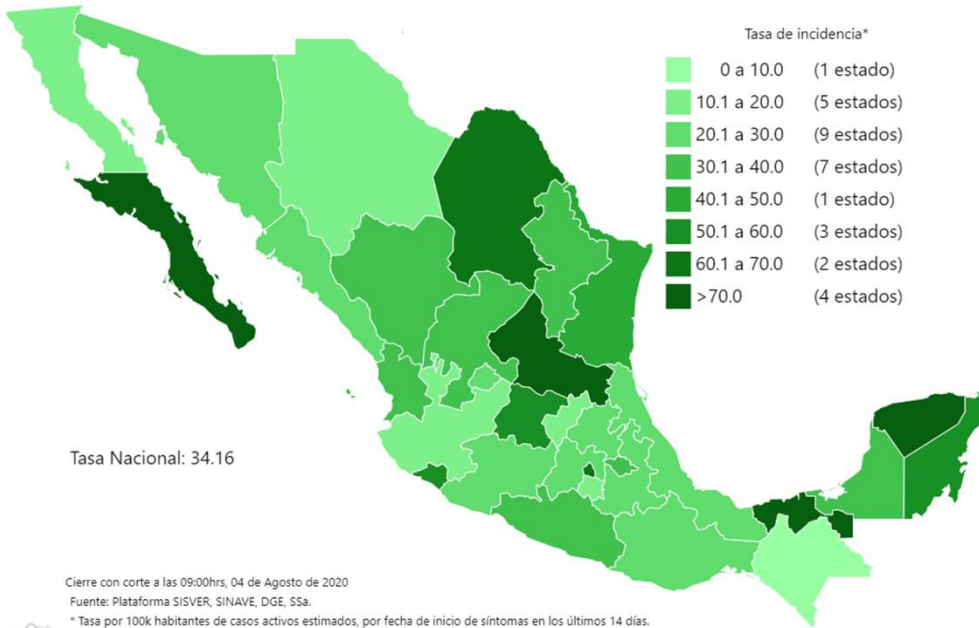 Tasa de incidencia*
0 a 10.0 (1 estado)
10.1 a 20.0 (5 estados)
20.1 a 30.0 (9 estados)
30.1 a 40.0 (7 estados)
40.1 a 50.0 (1 estado)
50.1 a 60.0 (3 estados)
60.1 a 70.0 (2 estados)
>70.0 (4 estados)
Tasa Nacional: 34.16
Cierre con corte a las 09:00hrs, 04 de Agosto de 2020
Fuente: Plataforma SISVER, SINAVE, DGE, SSa.
* Tasa por 100k habitantes de casos activos estimados, por fecha de inicio de síntomas en los últimos 14 días.